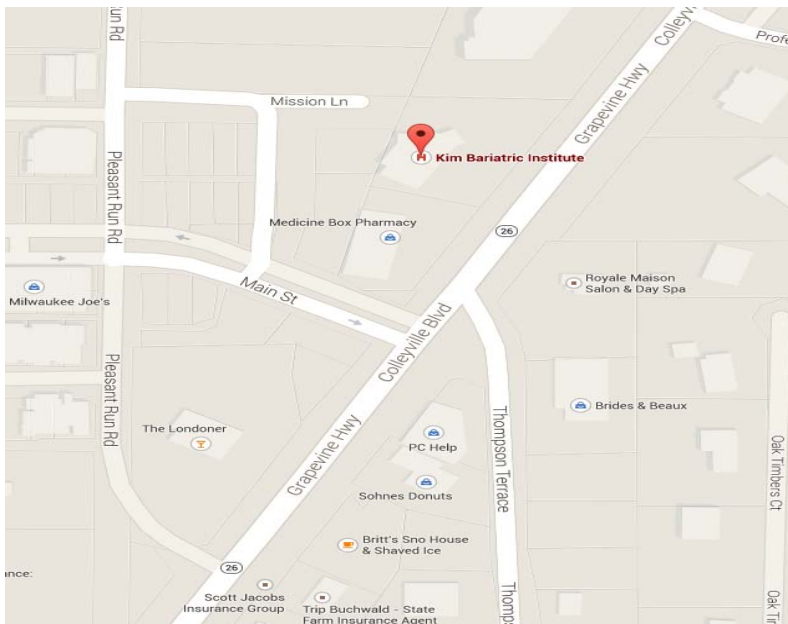 Run Rd
Colleyv
Profe
Grapevine Hwy
Mission Ln
H Kim Bariatric Institute
Pleasant Run Rd
Medicine Box Pharmacy
26
Royale Maison
Salon & Day Spa
Milwaukee Joe's
Main St
Colleyville Blvd
Pleasant Run Rd
Brides & Beaux
The Londoner
PC Help
Thompson Terrace
Oak Timbers Ct
Grapevine Hwy
Sohnes Donuts
Britt's Sno House
& Shaved Ice
26
ance:
Scott Jacobs
Insurance Group
Trip Buchwald - State
Farm Insurance Agent
Thomps
Oak Tim